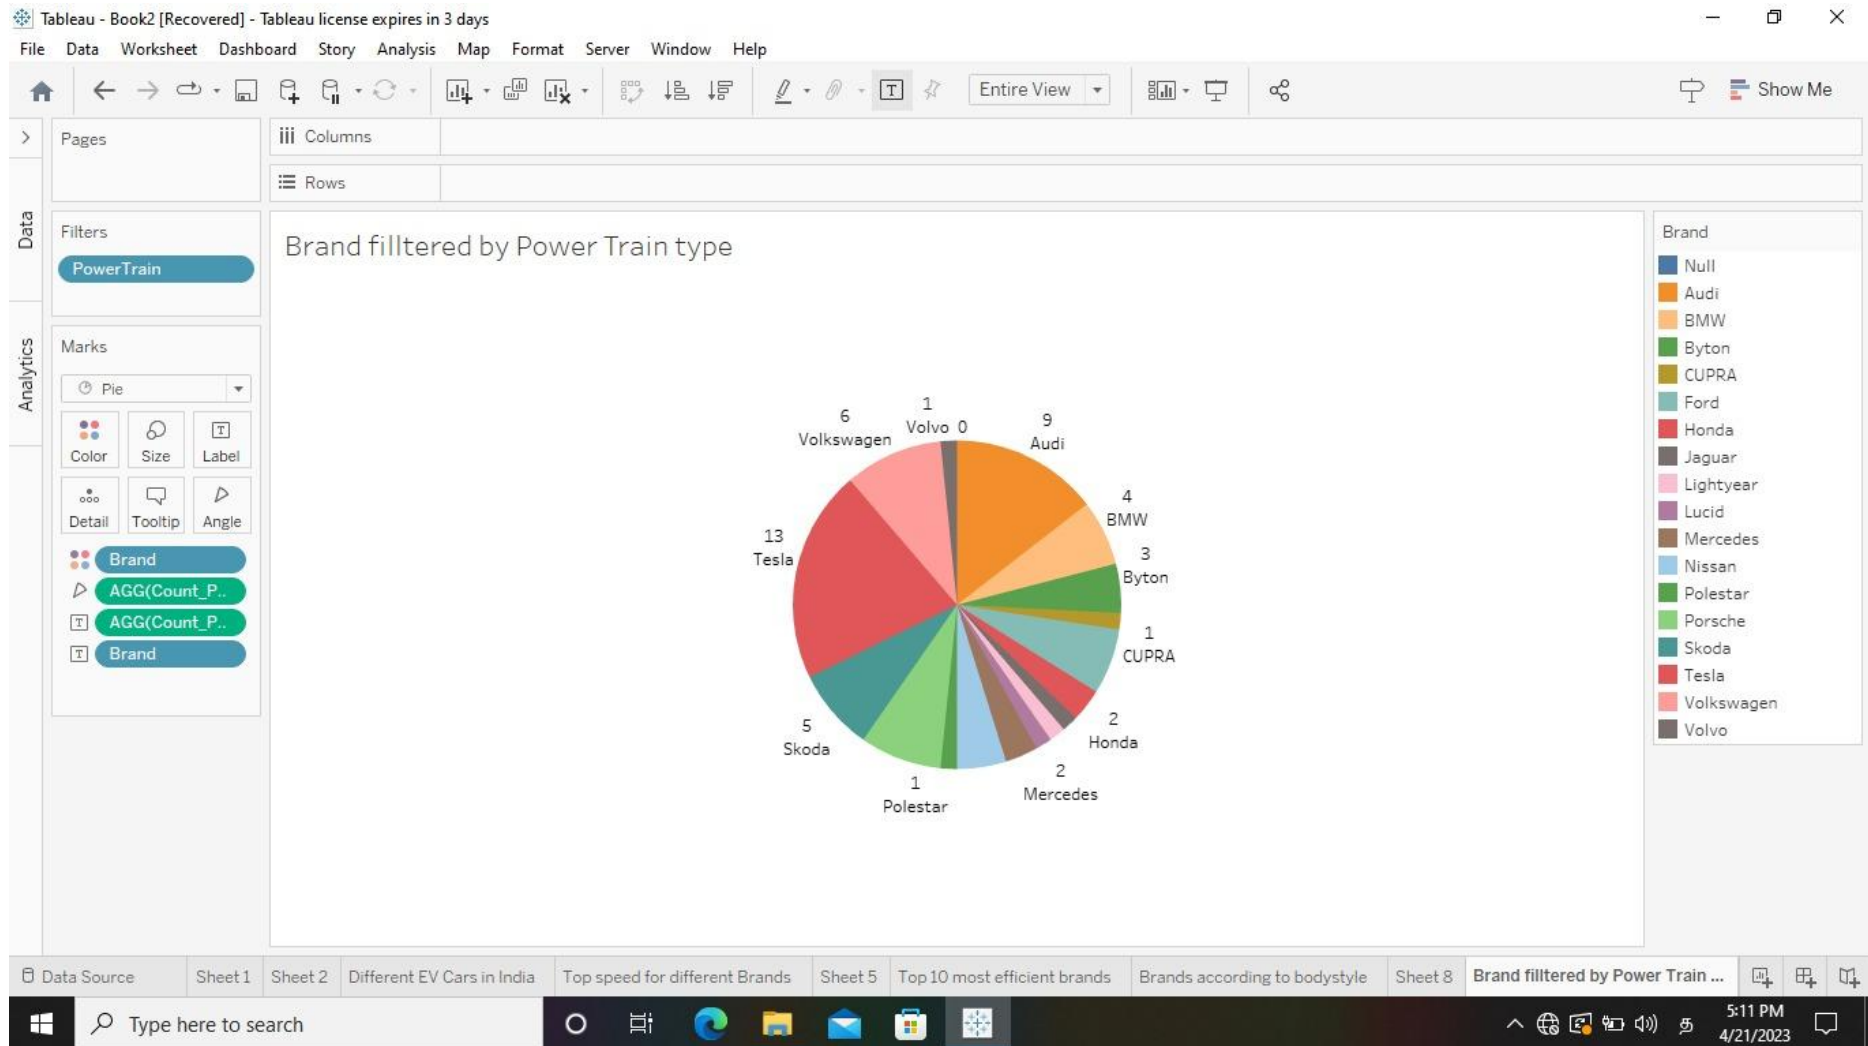 Tableau - Book2 [Recovered] - Tableau license expires in 3 days
File Data Worksheet Dashboard Story Analysis Map Format Server Window Help
Entire View
Show Me
Pages
Columns
Rows
Data
Analytics
Filters
PowerTrain
Marks
Pie
Color Size Label
Detail Tooltip Angle
Brand
AGG(Count_P..
AGG(Count_P..
Brand
Brand filltered by Power Train type
6
Volkswagen
1
Volvo
0
9
Audi
4
BMW
3
Byton
1
CUPRA
2
Honda
2
Mercedes
1
Polestar
5
Skoda
13
Tesla
Brand
Null
Audi
BMW
Byton
CUPRA
Ford
Honda
Jaguar
Lightyear
Lucid
Mercedes
Nissan
Polestar
Porsche
Skoda
Tesla
Volkswagen
Volvo
Data Source Sheet 1 Sheet 2 Different EV Cars in India Top speed for different Brands Sheet 5 Top 10 most efficient brands Brands according to bodystyle Sheet 8 Brand filltered by Power Train ...
Type here to search
த
5:11 PM
4/21/2023